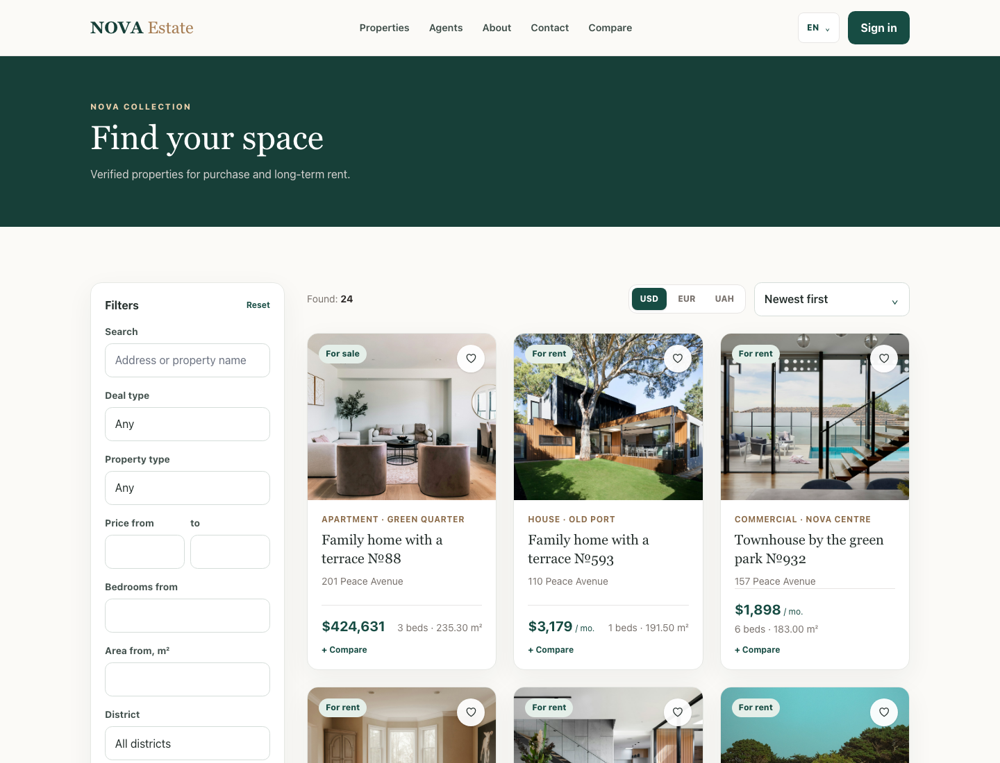 NOVA Estate
Properties
Agents
About
Contact
Compare
EN
Sign in
NOVA COLLECTION
Find your space
Verified properties for purchase and long-term rent.
Filters
Reset
Search
Address or property name
Deal type
Any
Property type
Any
Price from
to
Bedrooms from
Area from, m²
District
All districts
Found: 24
USD
EUR
UAH
Newest first
For sale
APARTMENT · GREEN QUARTER
Family home with a
terrace №88
201 Peace Avenue
$424,631
3 beds · 235.30 m²
+ Compare
For rent
HOUSE · OLD PORT
Family home with a
terrace №593
110 Peace Avenue
$3,179 / mo.
1 beds · 191.50 m²
+ Compare
For rent
COMMERCIAL · NOVA CENTRE
Townhouse by the green
park №932
157 Peace Avenue
$1,898 / mo.
6 beds · 183.00 m²
+ Compare
For rent
For rent
For rent